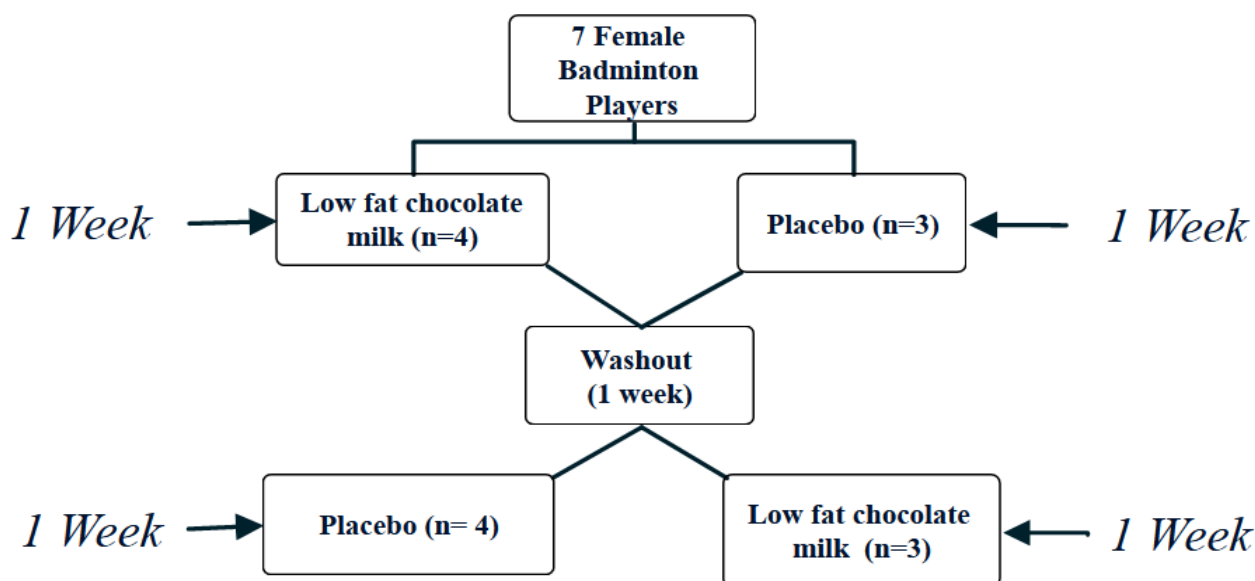 7 Female
Badminton
Players
1 Week
Low fat chocolate
milk (n=4)
Placebo (n=3)
1 Week
Washout
(1 week)
1 Week
Placebo (n= 4)
Low fat chocolate
milk (n=3)
1 Week